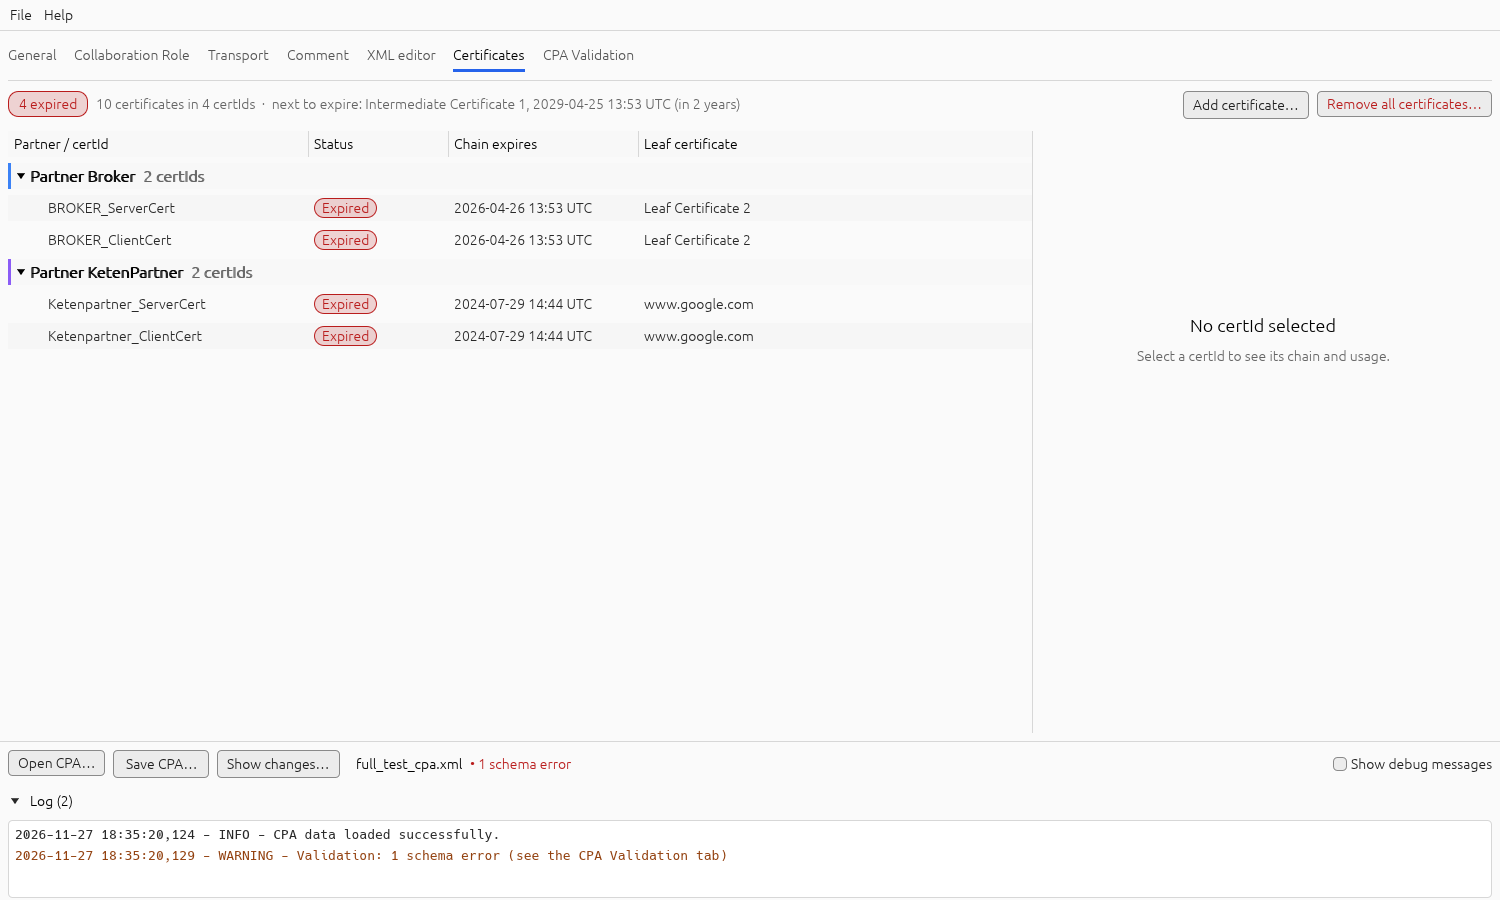 File Help
General Collaboration Role Transport Comment XML editor Certificates CPA Validation
4 expired 10 certificates in 4 certIds · next to expire: Intermediate Certificate 1, 2029-04-25 13:53 UTC (in 2 years) Add certificate... Remove all certificates...
Partner / certId Status Chain expires Leaf certificate
Partner Broker 2 certIds
BROKER_ServerCert Expired 2026-04-26 13:53 UTC Leaf Certificate 2
BROKER_ClientCert Expired 2026-04-26 13:53 UTC Leaf Certificate 2
Partner KetenPartner 2 certIds
Ketenpartner_ServerCert Expired 2024-07-29 14:44 UTC www.google.com
Ketenpartner_ClientCert Expired 2024-07-29 14:44 UTC www.google.com
No certId selected
Select a certId to see its chain and usage.
Open CPA... Save CPA... Show changes... full_test_cpa.xml • 1 schema error Show debug messages
Log (2)
2026-11-27 18:35:20,124 - INFO - CPA data loaded successfully.
2026-11-27 18:35:20,129 - WARNING - Validation: 1 schema error (see the CPA Validation tab)